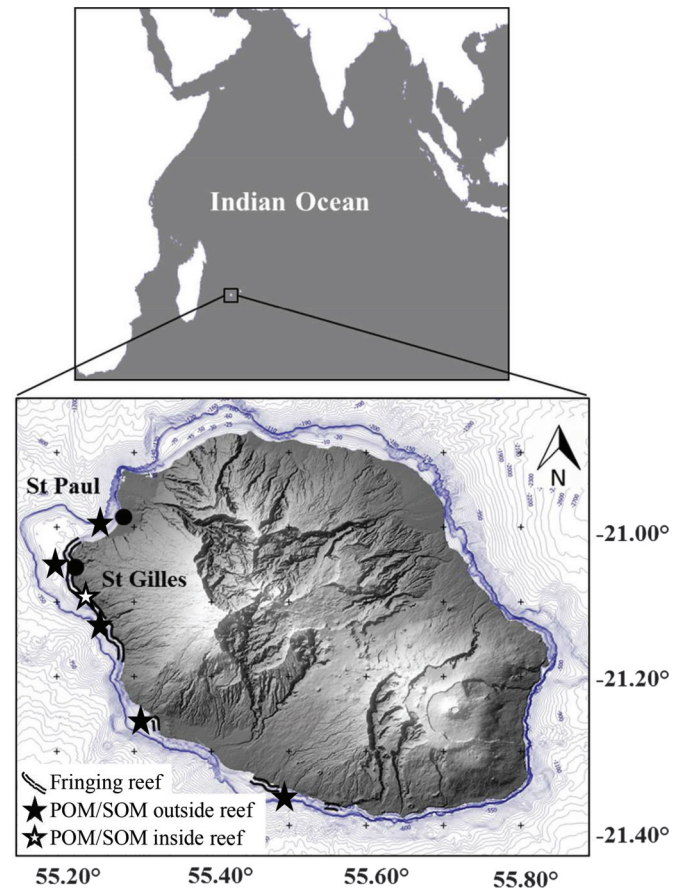 Indian Ocean
N
St Paul
St Gilles
-21.00°
-21.20°
-21.40°
Fringing reef
POM/SOM outside reef
POM/SOM inside reef
55.20°
55.40°
55.60°
55.80°